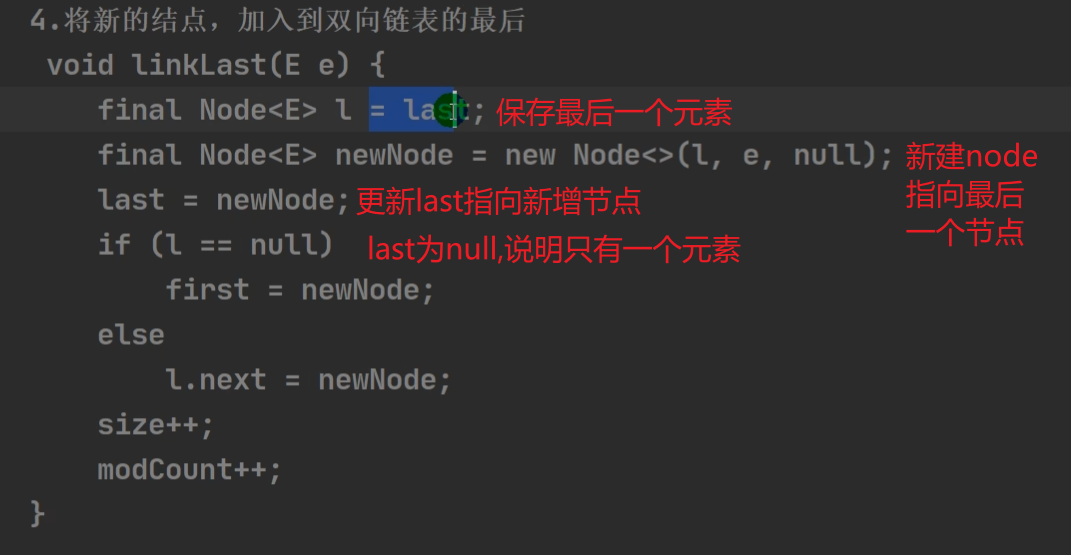 4.将新的结点，加入到双向链表的最后
void linkLast(E e) {
final Node<E> l = last; 保存最后一个元素
final Node<E> newNode = new Node<>(l, e, null); 新建node
指向最后
一个节点
last = newNode; 更新last指向新增节点
if (l == null) last为null,说明只有一个元素
first = newNode;
else
l.next = newNode;
size++;
modCount++;
}